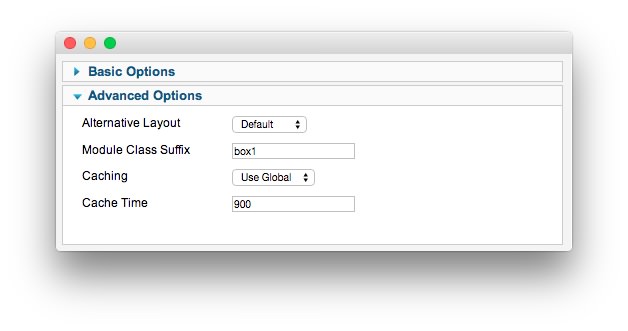 Basic Options
Advanced Options
Alternative Layout Default
Module Class Suffix box1
Caching Use Global
Cache Time 900